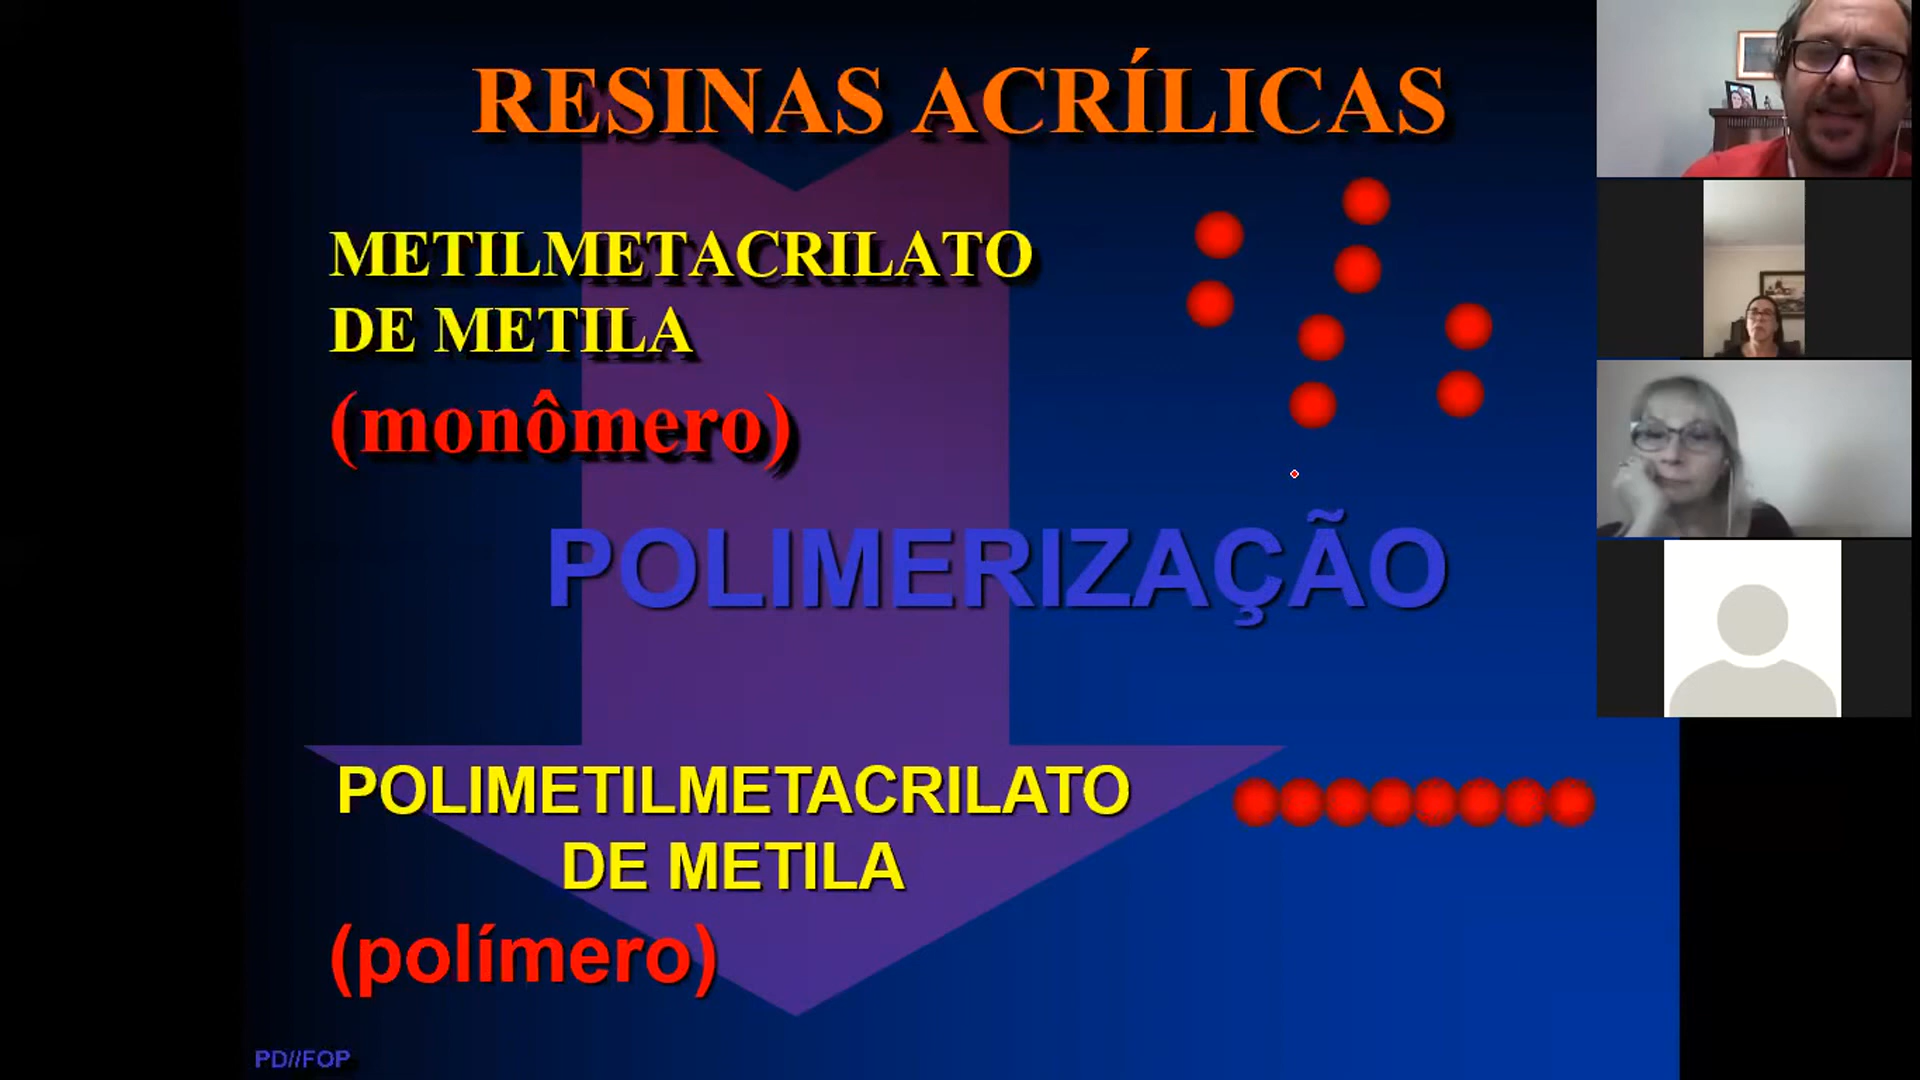 RESINAS ACRÍLICAS
METILMETACRILATO
DE METILA
(monômero)
POLIMERIZAÇÃO
POLIMETILMETACRILATO
DE METILA
(polímero)
PD//FOP